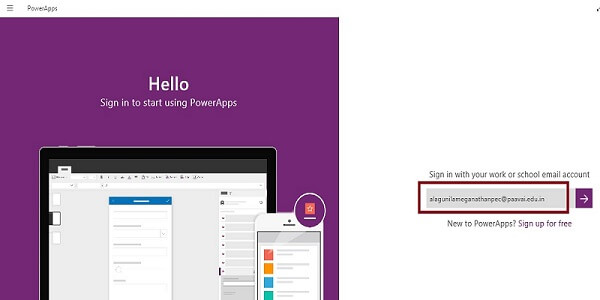 PowerApps
Hello
Sign in to start using PowerApps
Sign in with your work or school email account
alagunilameganathanpec@paavai.edu.in
New to PowerApps? Sign up for free